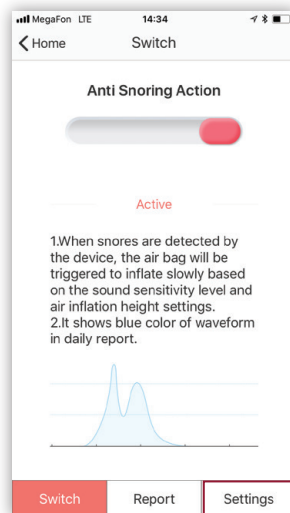 MegaFon LTE 14:34
Home Switch
Anti Snoring Action
Active
1.When snores are detected by
the device, the air bag will be
triggered to inflate slowly based
on the sound sensitivity level and
air inflation height settings.
2.It shows blue color of waveform
in daily report.
Switch Report Settings